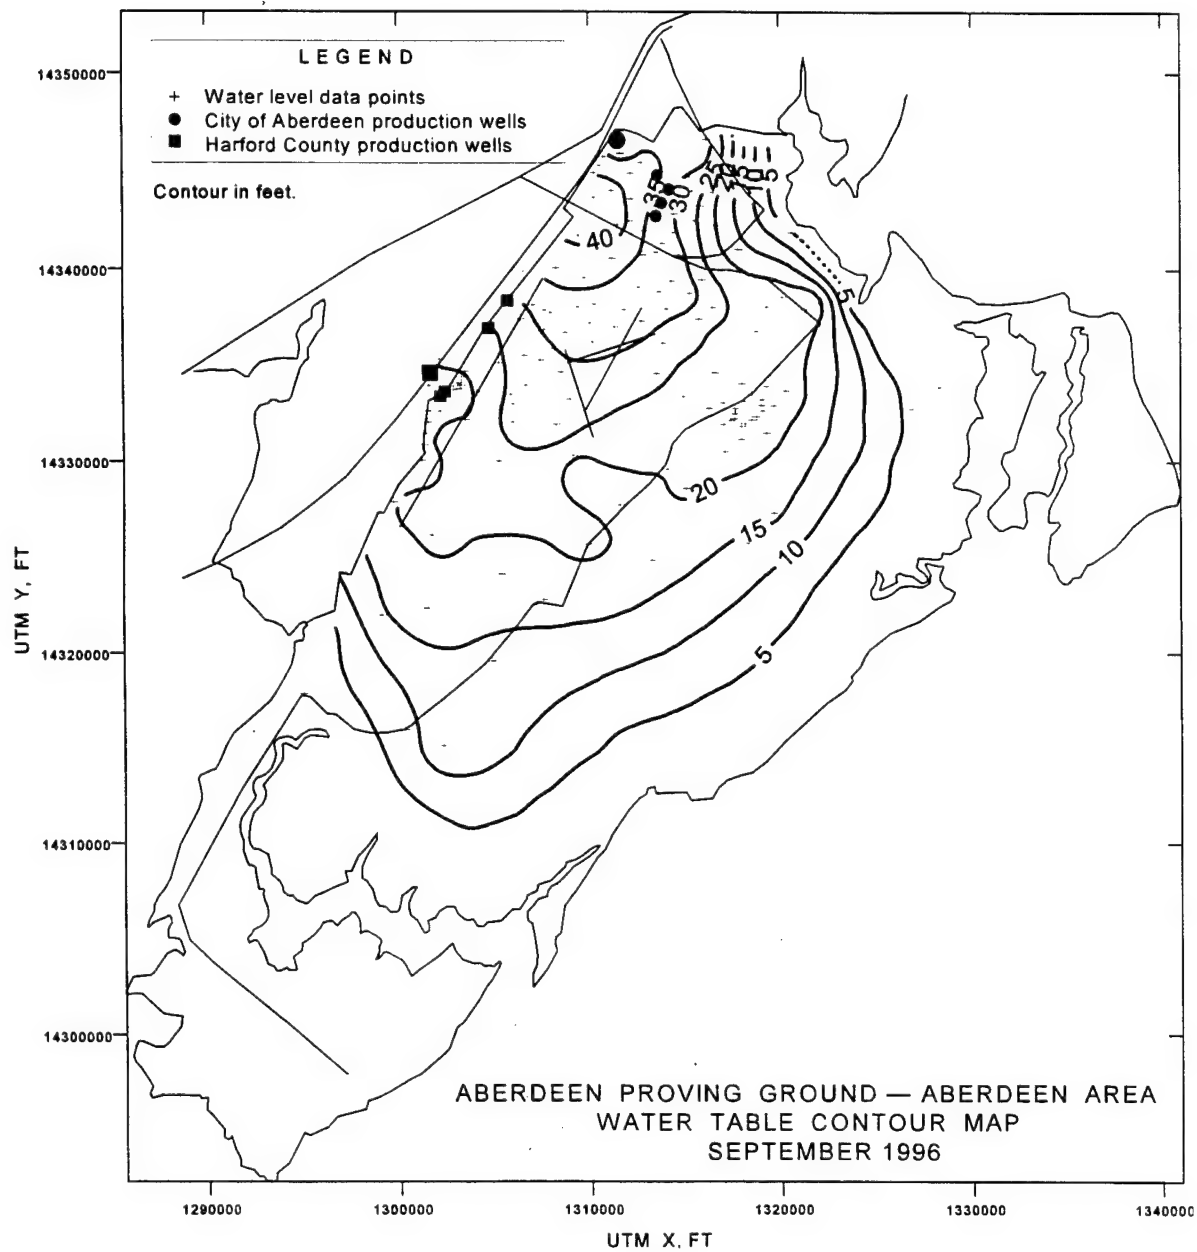 LEGEND
+ Water level data points
● City of Aberdeen production wells
■ Harford County production wells
Contour in feet.
14350000
14340000
14330000
14320000
14310000
14300000
UTM Y, FT
35
30
25
10
5
40
5
20
15
10
5
ABERDEEN PROVING GROUND — ABERDEEN AREA
WATER TABLE CONTOUR MAP
SEPTEMBER 1996
1290000
1300000
1310000
1320000
1330000
1340000
UTM X, FT